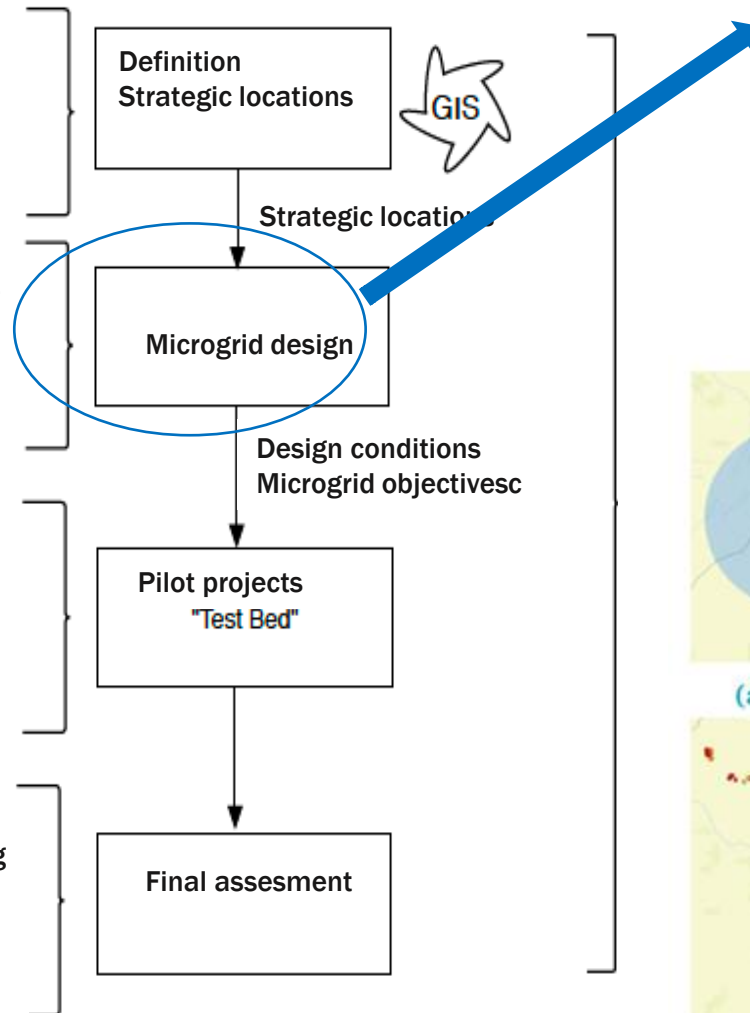 Definition
Strategic locations
GIS
Strategic locations
Microgrid design
Design conditions
Microgrid objectivesc
Pilot projects
"Test Bed"
Final assesment
(a